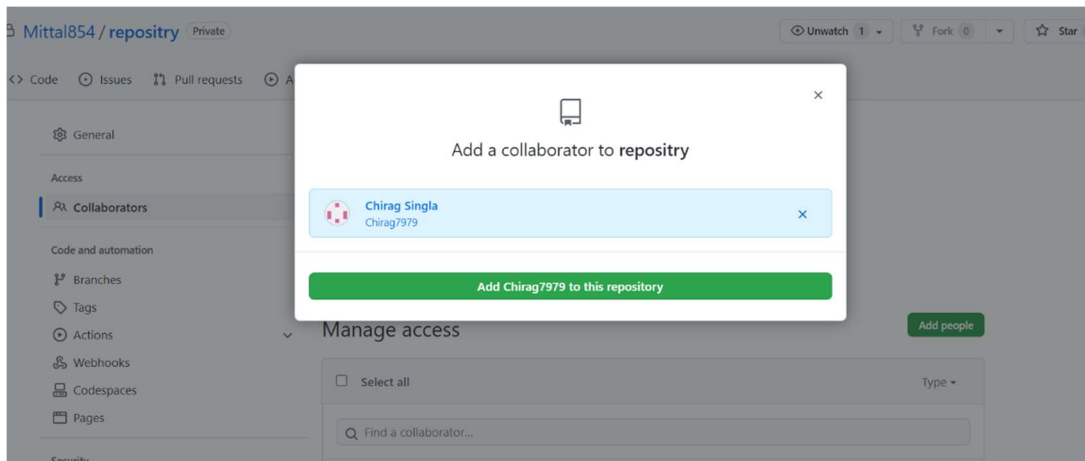 Mittal854 / repositry Private
Unwatch 1
Fork 0
Star
<> Code
Issues
Pull requests
A
General
Access
Collaborators
Code and automation
Branches
Tags
Actions
Webhooks
Codespaces
Pages
Security
Add a collaborator to repositry
Chirag Singla
Chirag7979
Add Chirag7979 to this repository
Manage access
Add people
Select all
Type
Find a collaborator...